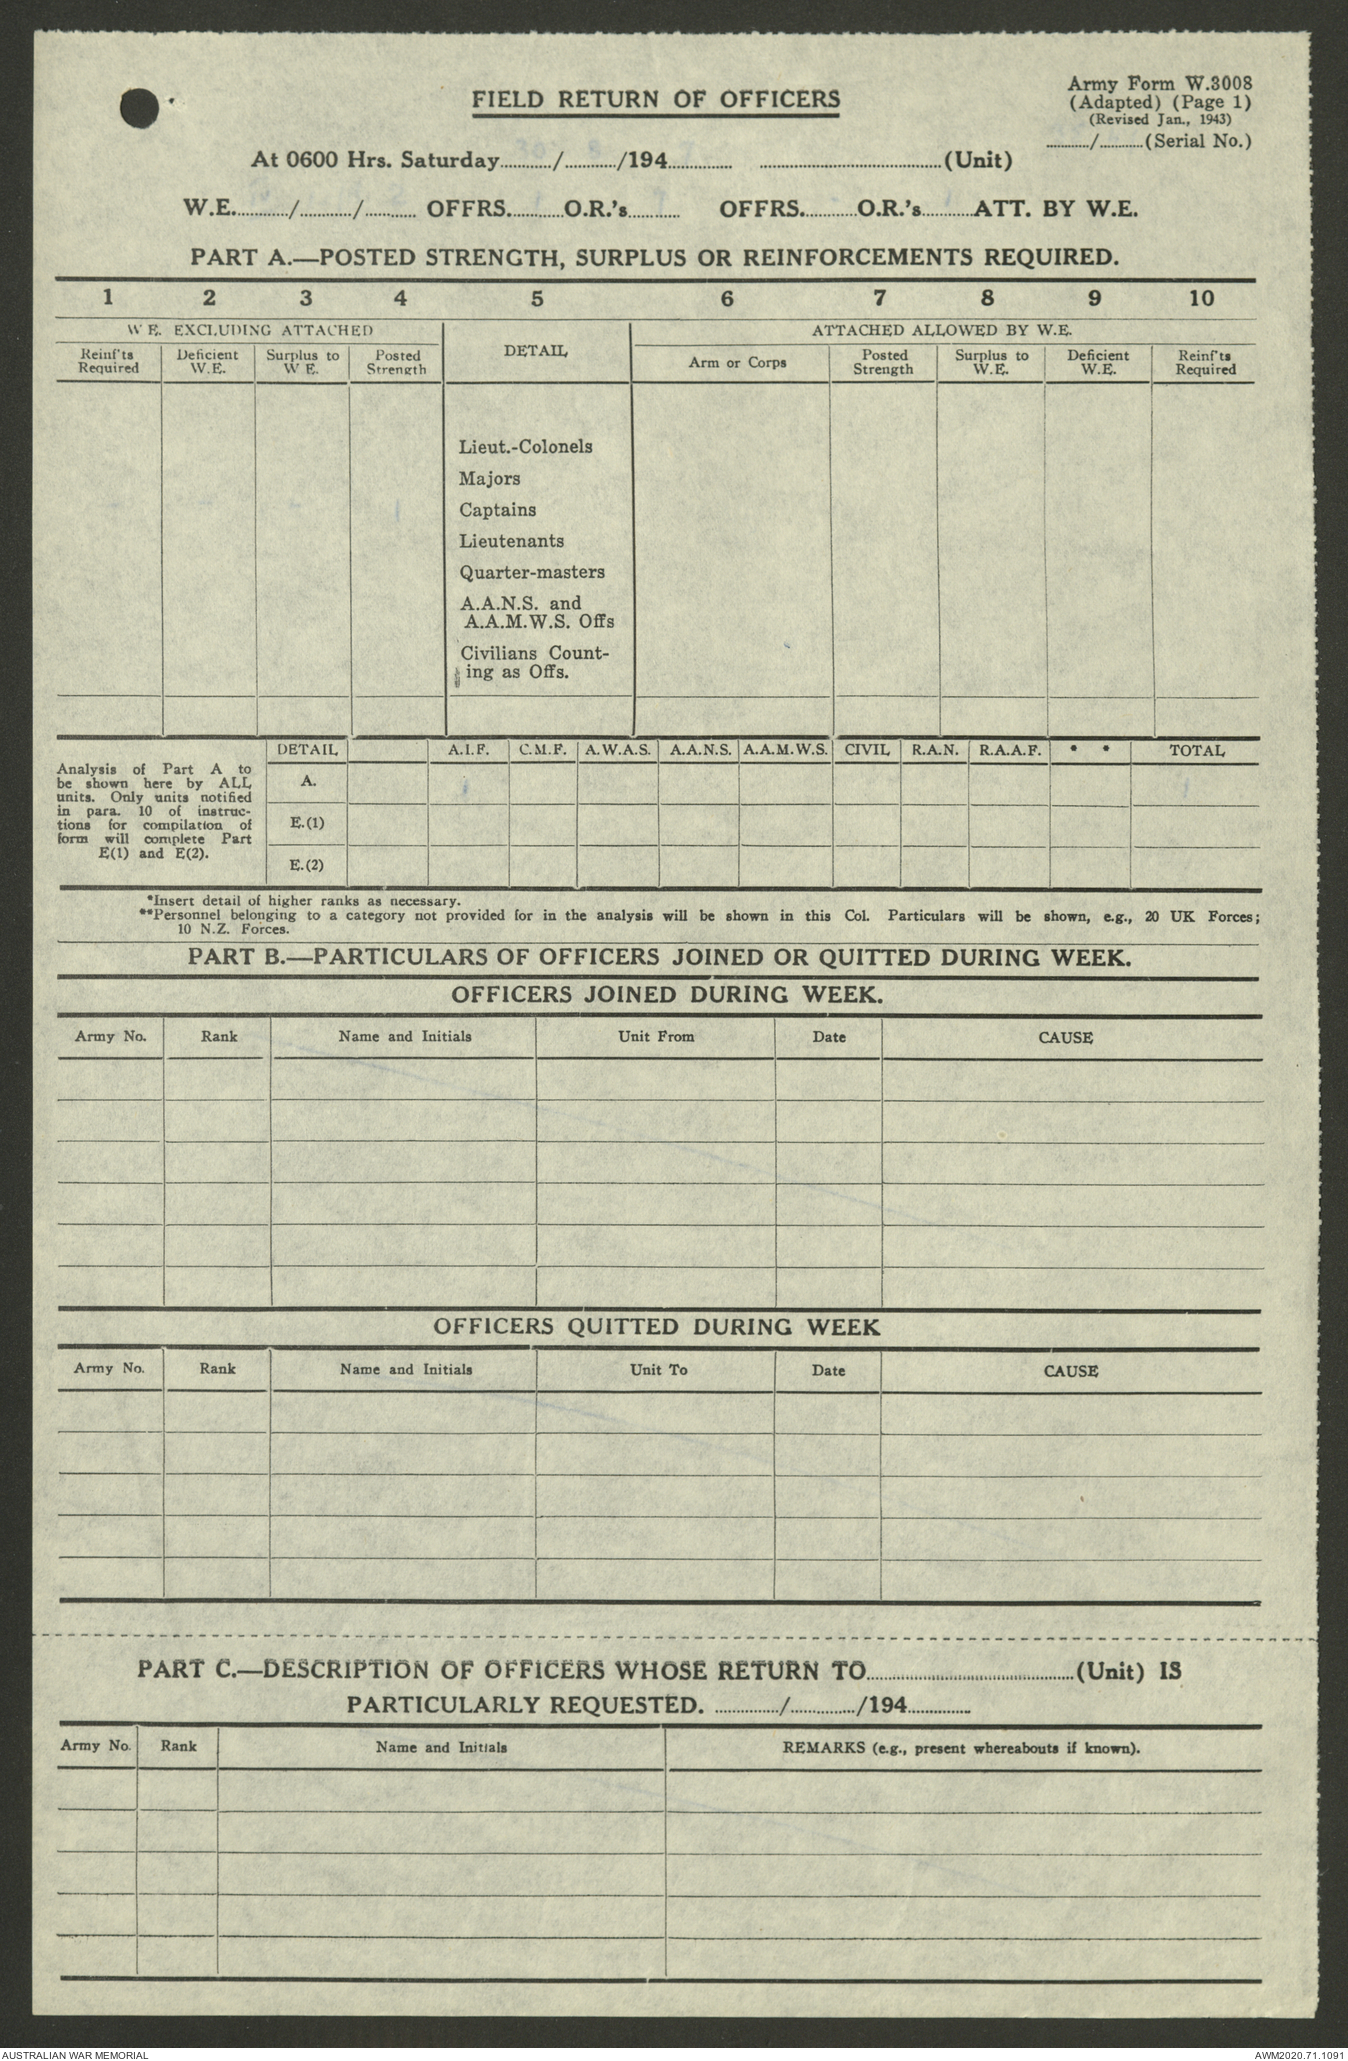 Army Form W.3008
(Adapted) (Page 1)
(Revised Jan., 1943)
............/............(Serial No.)
FIELD RETURN OF OFFICERS
At 0600 Hrs. Saturday............/............/194............ ............(Unit)
W.E............./............/............ OFFRS............O.R.'s............ OFFRS............O.R.'s............ATT. BY W.E.
PART A.—POSTED STRENGTH, SURPLUS OR REINFORCEMENTS REQUIRED.
1 2 3 4 5 6 7 8 9 10
W E. EXCLUDING ATTACHED DETAIL ATTACHED ALLOWED BY W.E.
Reinf'ts Required Deficient W.E. Surplus to W E. Posted Strength Arm or Corps Posted Strength Surplus to W.E. Deficient W.E. Reinf'ts Required
Lieut.-Colonels
Majors
Captains
1
Lieutenants
Quarter-masters
A.A.N.S. and
A.A.M.W.S. Offs
Civilians Count-
ing as Offs.
DETAIL A.I.F. C.M.F. A.W.A.S. A.A.N.S. A.A.M.W.S. CIVIL R.A.N. R.A.A.F. * * TOTAL
Analysis of Part A to
be shown here by ALL
units. Only units notified
in para. 10 of instruc-
tions for compilation of
form will complete Part
E(1) and E(2).
A. 1 1
E.(1)
E.(2)
*Insert detail of higher ranks as necessary.
**Personnel belonging to a category not provided for in the analysis will be shown in this Col. Particulars will be shown, e.g., 20 UK Forces;
10 N.Z. Forces.
PART B.—PARTICULARS OF OFFICERS JOINED OR QUITTED DURING WEEK.
OFFICERS JOINED DURING WEEK.
Army No. Rank Name and Initials Unit From Date CAUSE
OFFICERS QUITTED DURING WEEK
Army No. Rank Name and Initials Unit To Date CAUSE
PART C.—DESCRIPTION OF OFFICERS WHOSE RETURN TO............(Unit) IS
PARTICULARLY REQUESTED. ............/............/194............
Army No. Rank Name and Initials REMARKS (e.g., present whereabouts if known).
AUSTRALIAN WAR MEMORIAL AWM2020.71.1091